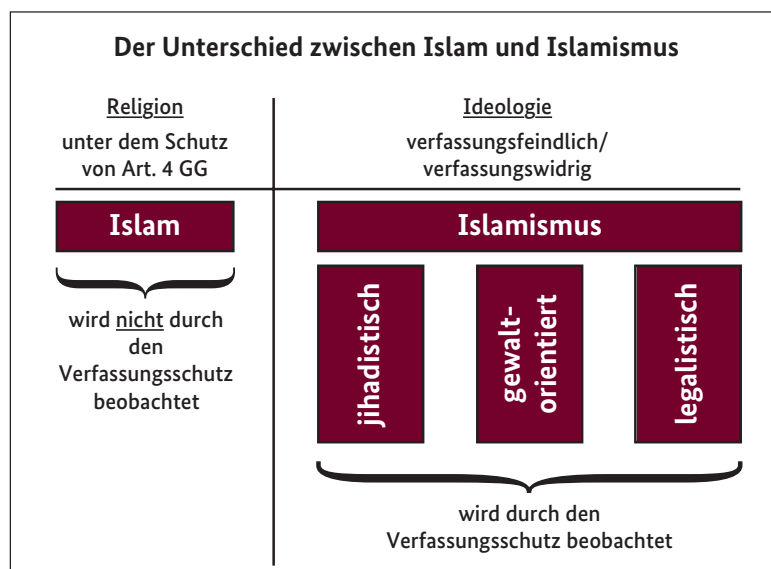 Der Unterschied zwischen Islam und Islamismus
Religion
unter dem Schutz
von Art. 4 GG
Islam
wird nicht durch
den
Verfassungsschutz
beobachtet
Ideologie
verfassungsfeindlich/
verfassungswidrig
Islamismus
jihadistisch
gewalt-
orientiert
legalistisch
wird durch den
Verfassungsschutz beobachtet